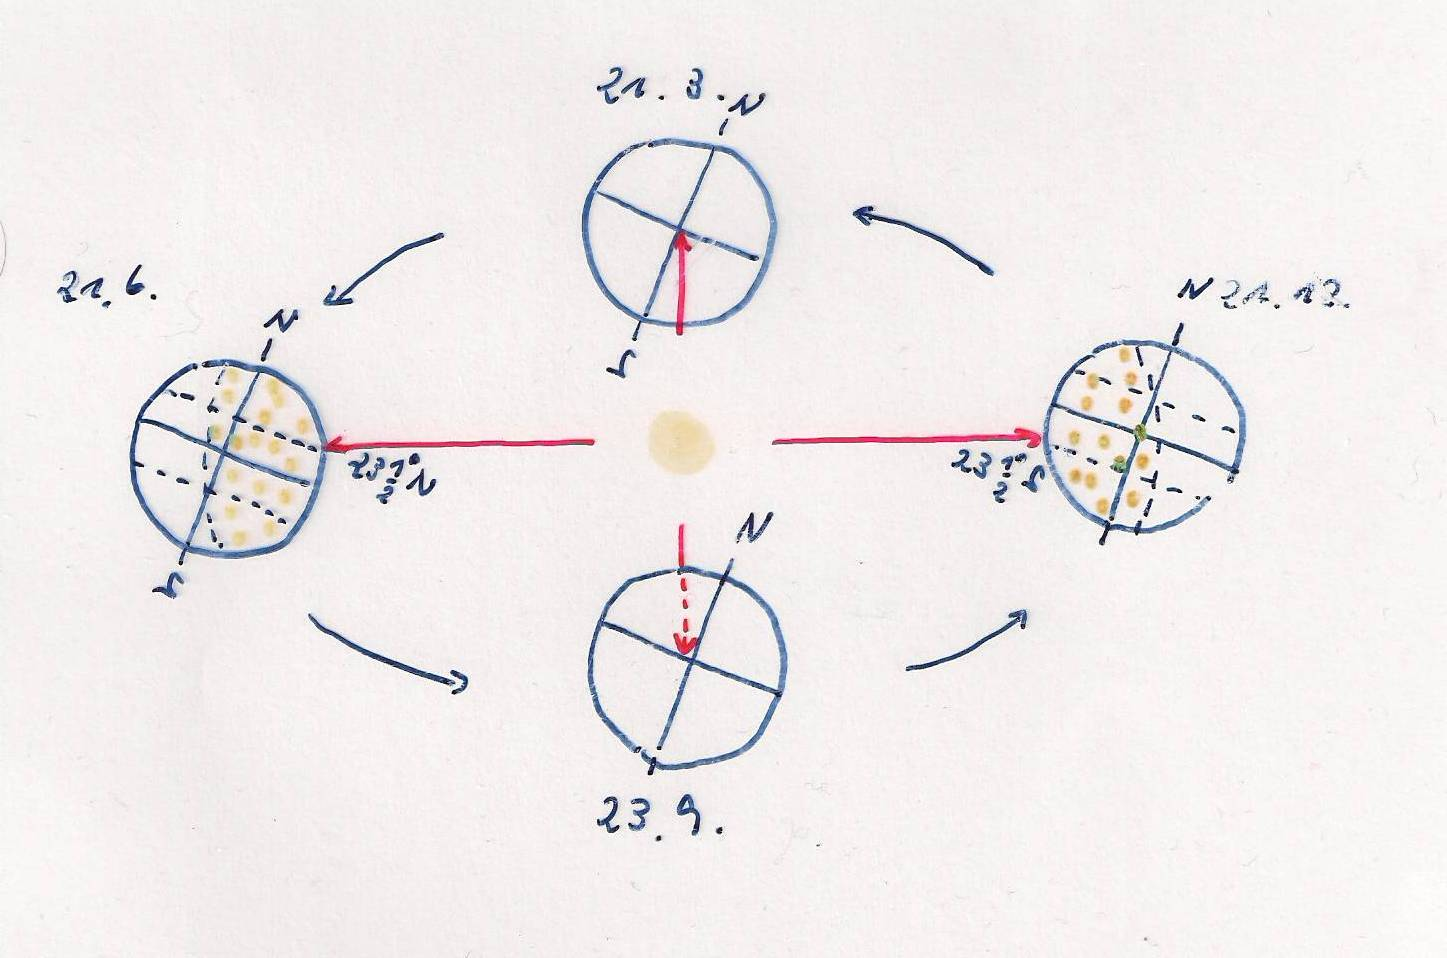 21. 3. N
S
21. 6.
N
23 1/2° N
S
N 21. 12.
23 1/2° S
N
23. 9.